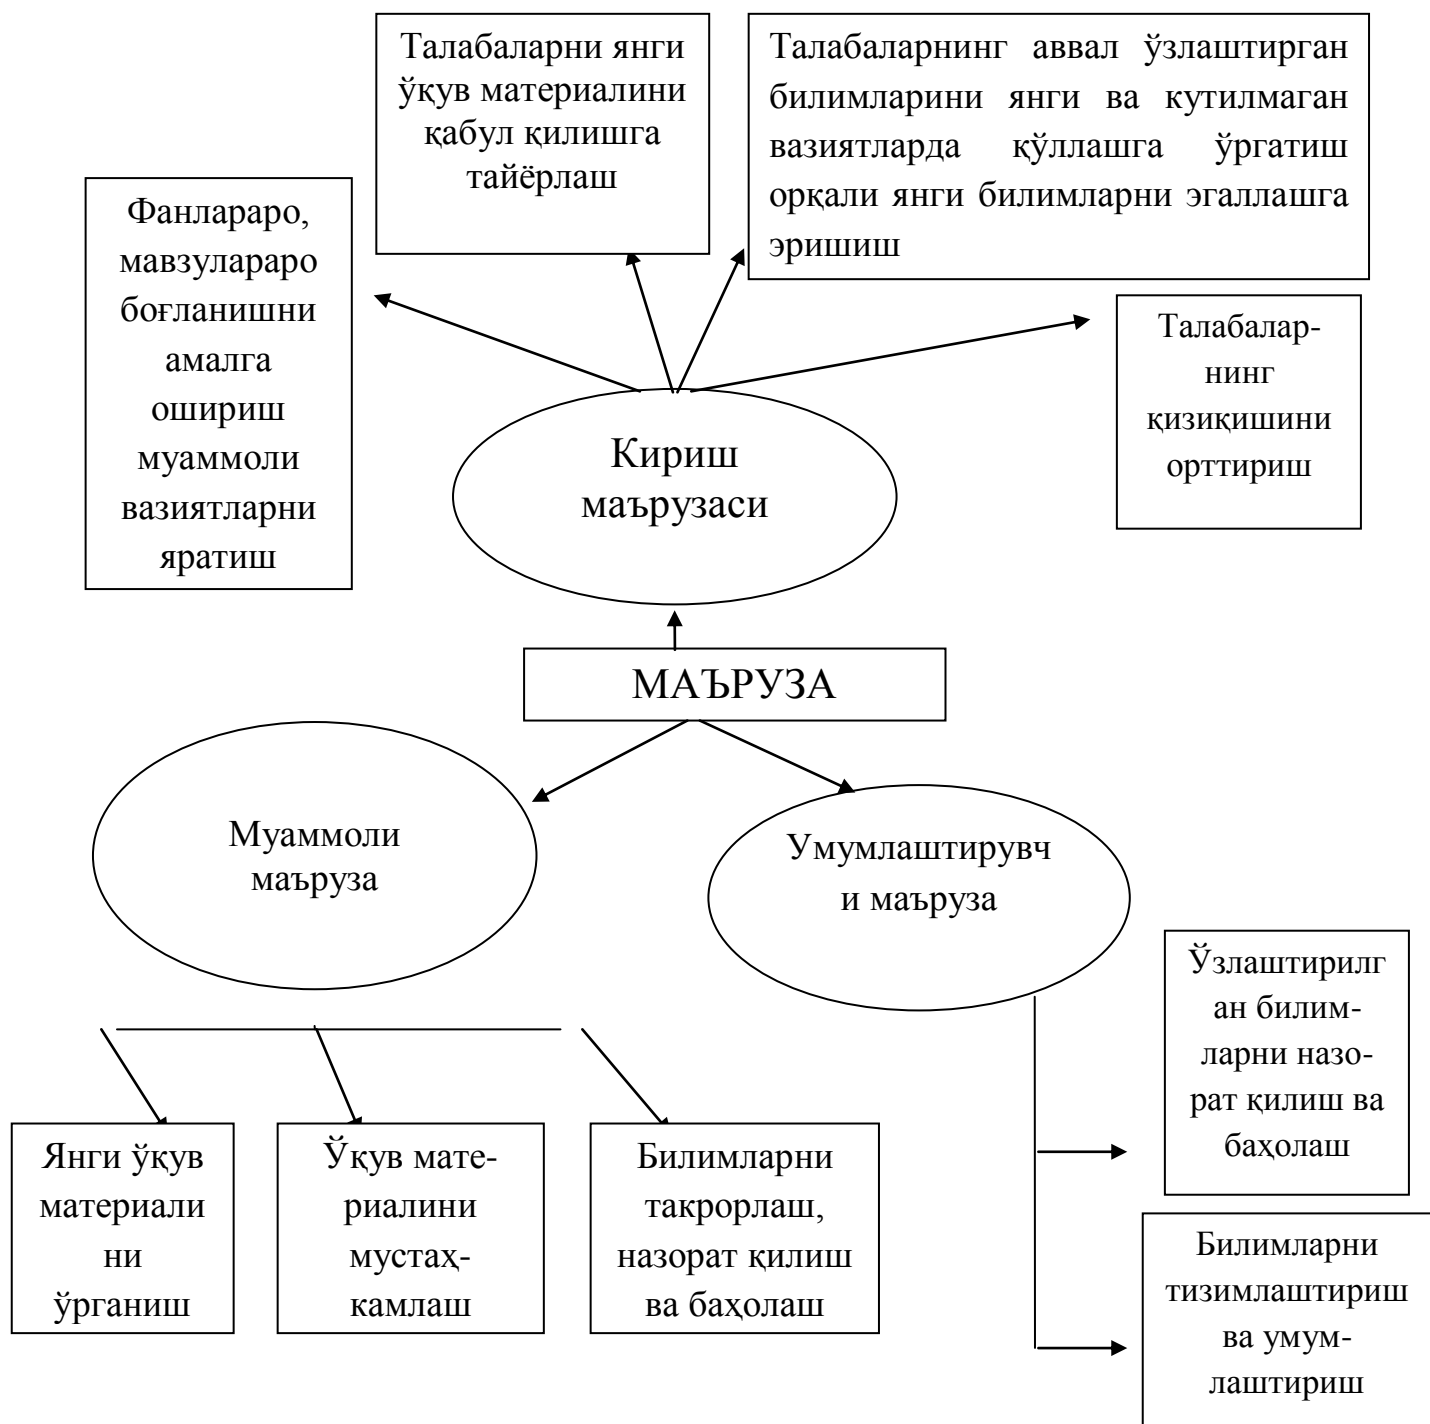 Талабаларни янги
ўқув материалини
қабул қилишга
тайёрлаш
Талабаларнинг аввал ўзлаштирган
билимларини янги ва кутилмаган
вазиятларда қўллашга ўргатиш
орқали янги билимларни эгаллашга
эришиш
Фанлараро,
мавзулараро
боғланишни
амалга
ошириш
муаммоли
вазиятларни
яратиш
Талабалар-
нинг
қизиқишини
орттириш
Кириш
маърузаси
МАЪРУЗА
Муаммоли
маъруза
Умумлаштирувч
и маъруза
Ўзлаштирилг
ан билим-
ларни назо-
рат қилиш ва
баҳолаш
Янги ўқув
материали
ни
ўрганиш
Ўқув мате-
риалини
мустаҳ-
камлаш
Билимларни
такрорлаш,
назорат қилиш
ва баҳолаш
Билимларни
тизимлаштириш
ва умум-
лаштириш